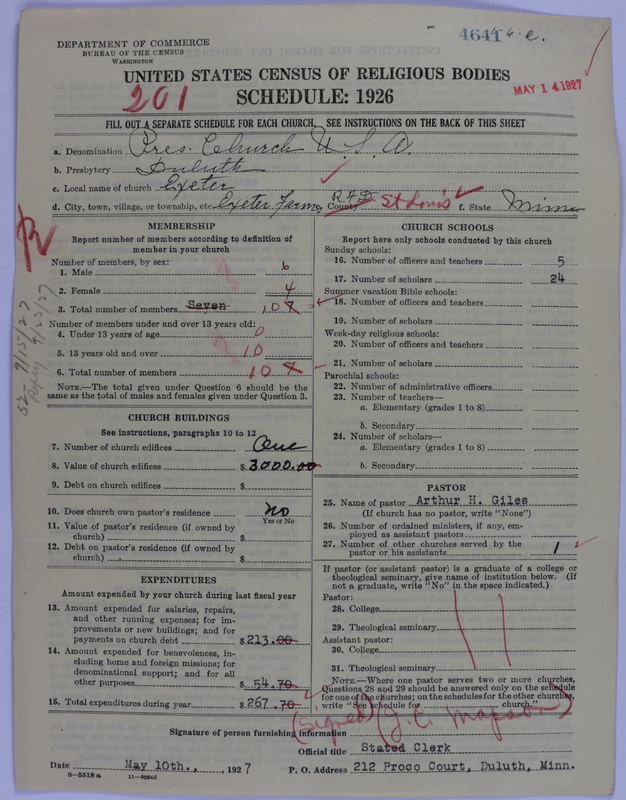 4641
DEPARTMENT OF COMMERCE
BUREAU OF THE CENSUS
WASHINGTON
UNITED STATES CENSUS OF RELIGIOUS BODIES
MAY 14 1927
201
SCHEDULE: 1926
FILL OUT A SEPARATE SCHEDULE FOR EACH CHURCH. SEE INSTRUCTIONS ON THE BACK OF THIS SHEET
a. Denomination Pres. Church U. S. A.
b. Presbytery Duluth
c. Local name of church Exeter
d. City, town, village, or township, etc. Exeter Farms, RFD County St Louis f. State Minn
MEMBERSHIP
Report number of members according to definition of
member in your church
Number of members, by sex:
1. Male 6
2. Female 4
3. Total number of members Seven 10
Number of members under and over 13 years old:
4. Under 13 years of age 0
5. 13 years old and over 10
6. Total number of members 10
NOTE.—The total given under Question 6 should be the
same as the total of males and females given under Question 3.
CHURCH BUILDINGS
See instructions, paragraphs 10 to 12
7. Number of church edifices One
8. Value of church edifices $3000.00
9. Debt on church edifices $
10. Does church own pastor's residence No
Yes or No
11. Value of pastor's residence (if owned by
church) $
12. Debt on pastor's residence (if owned by
church) $
EXPENDITURES
Amount expended by your church during last fiscal year
13. Amount expended for salaries, repairs,
and other running expenses; for im-
provements or new buildings; and for
payments on church debt $213.00
14. Amount expended for benevolences, in-
cluding home and foreign missions; for
denominational support; and for all
other purposes $ 54.70
15. Total expenditures during year $267.70
CHURCH SCHOOLS
Report here only schools conducted by this church
Sunday schools:
16. Number of officers and teachers 5
17. Number of scholars 24
Summer vacation Bible schools:
18. Number of officers and teachers
19. Number of scholars
Week-day religious schools:
20. Number of officers and teachers
21. Number of scholars
Parochial schools:
22. Number of administrative officers
23. Number of teachers—
a. Elementary (grades 1 to 8)
b. Secondary
24. Number of scholars—
a. Elementary (grades 1 to 8)
b. Secondary
PASTOR
25. Name of pastor Arthur H. Giles
(If church has no pastor, write "None")
26. Number of ordained ministers, if any, em-
ployed as assistant pastors
27. Number of other churches served by the
pastor or his assistants 1
If pastor (or assistant pastor) is a graduate of a college or
theological seminary, give name of institution below. (If
not a graduate, write "No" in the space indicated.)
Pastor:
28. College
29. Theological seminary
Assistant pastor:
30. College
31. Theological seminary
NOTE.—Where one pastor serves two or more churches,
Questions 28 and 29 should be answered only on the schedule
for one of the churches; on the schedules for the other churches,
write "See schedule for church."
(Signed) J. C. Mapson
Signature of person furnishing information
Official title Stated Clerk
Date May 10th., 1927 P. O. Address 212 Proco Court, Duluth, Minn.
8—5518a 11—9054d